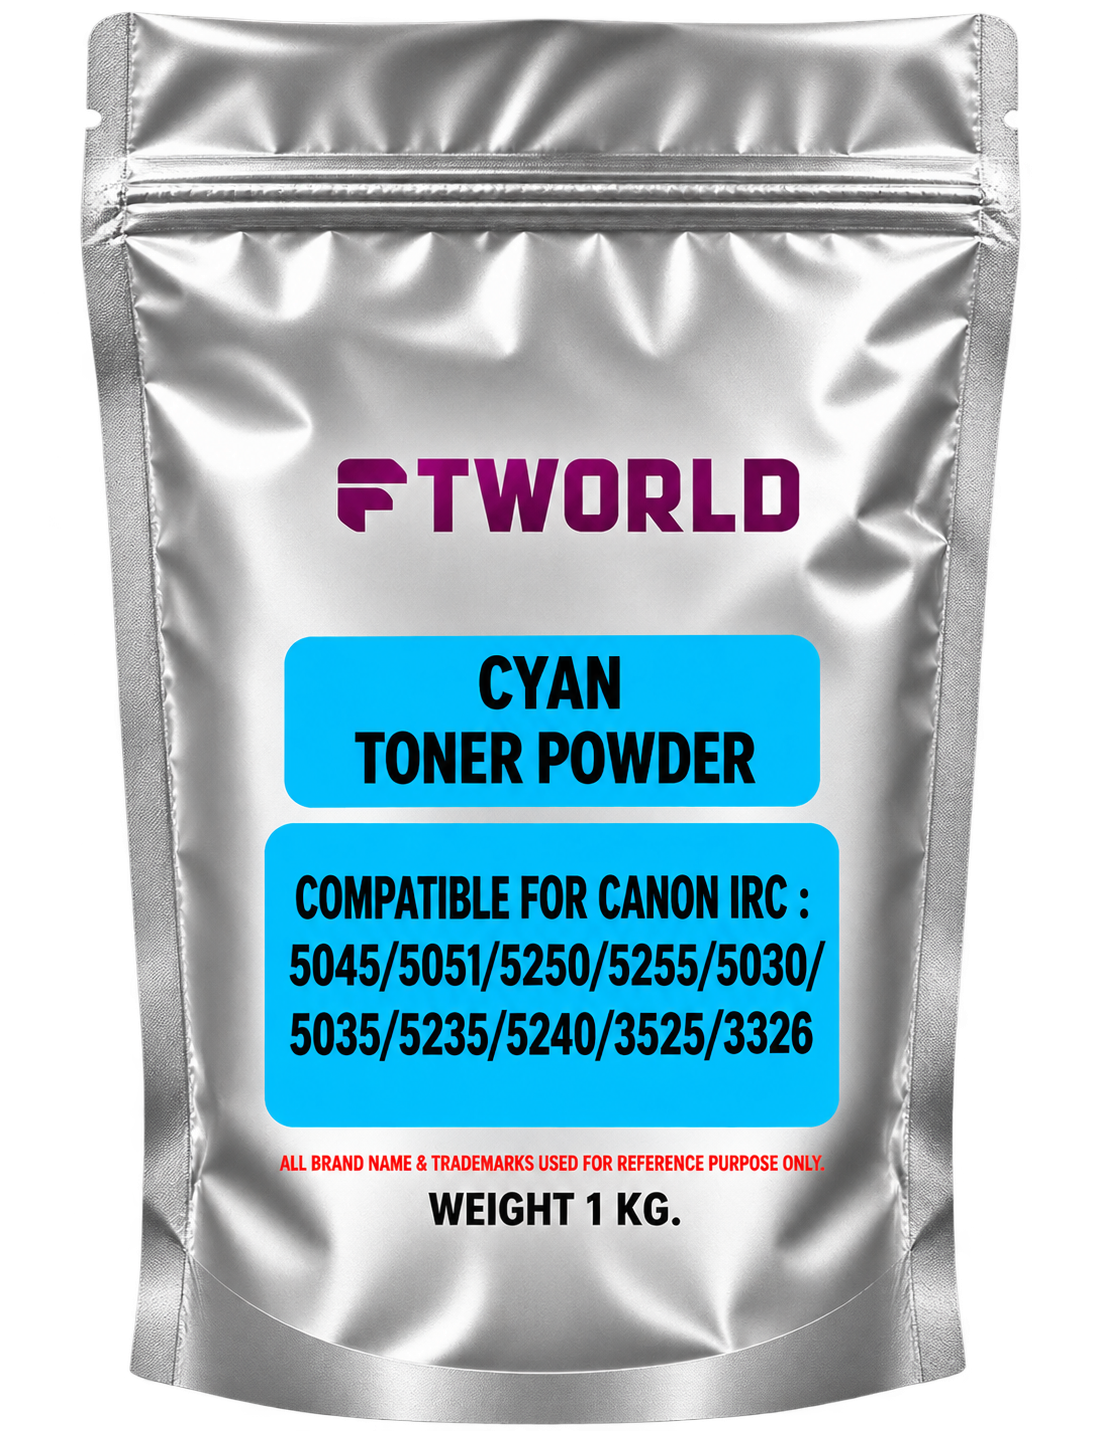 FTWORLD
CYAN
TONER POWDER
COMPATIBLE FOR CANON IRC :
5045/5051/5250/5255/5030/
5035/5235/5240/3525/3326
ALL BRAND NAME & TRADEMARKS USED FOR REFERENCE PURPOSE ONLY.
WEIGHT 1 KG.